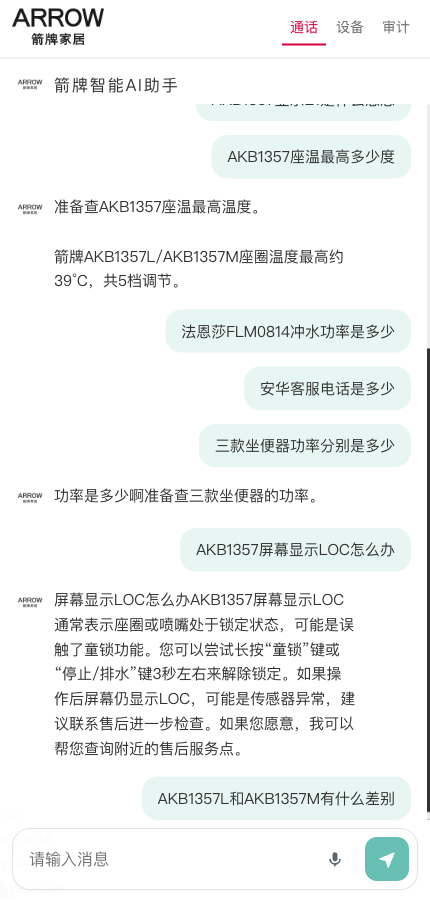 ARROW
箭牌家居
通话 设备 审计
ARROW
箭牌家居
箭牌智能AI助手
AKB1357座温最高多少度
ARROW
箭牌家居
准备查AKB1357座温最高温度。
箭牌AKB1357L/AKB1357M座圈温度最高约
39°C，共5档调节。
法恩莎FLM0814冲水功率是多少
安华客服电话是多少
三款坐便器功率分别是多少
ARROW
箭牌家居
功率是多少啊准备查三款坐便器的功率。
AKB1357屏幕显示LOC怎么办
ARROW
箭牌家居
屏幕显示LOC怎么办AKB1357屏幕显示LOC
通常表示座圈或喷嘴处于锁定状态，可能是误
触了童锁功能。您可以尝试长按“童锁”键或
“停止/排水”键3秒左右来解除锁定。如果操
作后屏幕仍显示LOC，可能是传感器异常，建
议联系售后进一步检查。如果您愿意，我可以
帮您查询附近的售后服务点。
AKB1357L和AKB1357M有什么差别
请输入消息